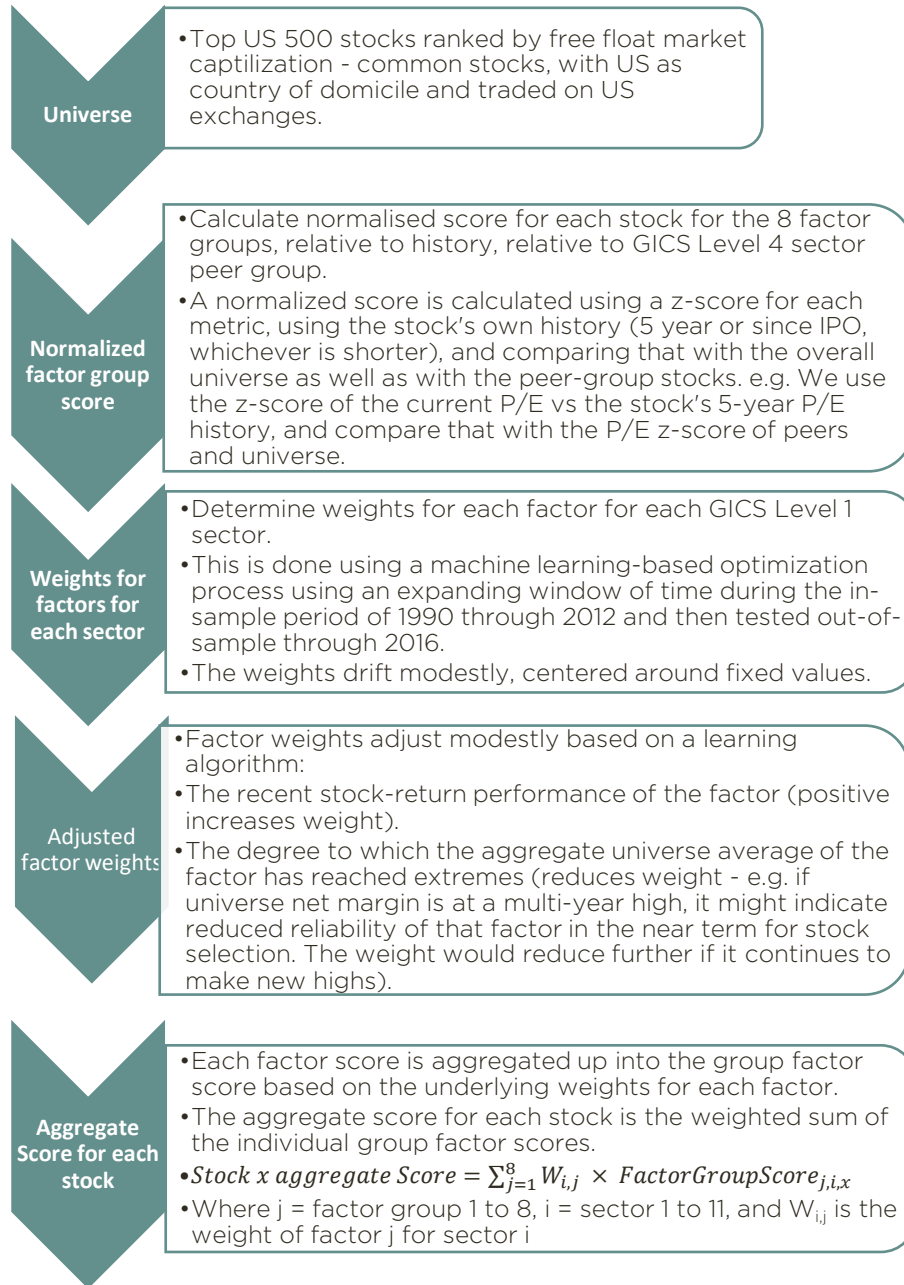 Universe
•Top US 500 stocks ranked by free float market
captilization - common stocks, with US as
country of domicile and traded on US
exchanges.
Normalized
factor group
score
•Calculate normalised score for each stock for the 8 factor
groups, relative to history, relative to GICS Level 4 sector
peer group.
•A normalized score is calculated using a z-score for each
metric, using the stock's own history (5 year or since IPO,
whichever is shorter), and comparing that with the overall
universe as well as with the peer-group stocks. e.g. We use
the z-score of the current P/E vs the stock's 5-year P/E
history, and compare that with the P/E z-score of peers
and universe.
Weights for
factors for
each sector
•Determine weights for each factor for each GICS Level 1
sector.
•This is done using a machine learning-based optimization
process using an expanding window of time during the in-
sample period of 1990 through 2012 and then tested out-of-
sample through 2016.
•The weights drift modestly, centered around fixed values.
Adjusted
factor weights
•Factor weights adjust modestly based on a learning
algorithm:
•The recent stock-return performance of the factor (positive
increases weight).
•The degree to which the aggregate universe average of the
factor has reached extremes (reduces weight - e.g. if
universe net margin is at a multi-year high, it might indicate
reduced reliability of that factor in the near term for stock
selection. The weight would reduce further if it continues to
make new highs).
Aggregate
Score for each
stock
•Each factor score is aggregated up into the group factor
score based on the underlying weights for each factor.
•The aggregate score for each stock is the weighted sum of
the individual group factor scores.
•Stock x aggregate Score = ∑⁸ⱼ₌₁ Wᵢ,ⱼ × FactorGroupScoreⱼ,ᵢ,ₓ
•Where j = factor group 1 to 8, i = sector 1 to 11, and Wᵢ,ⱼ is the
weight of factor j for sector i